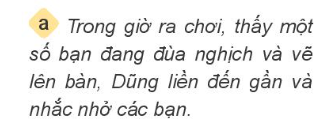 a Trong giờ ra chơi, thấy một
số bạn đang đùa nghịch và vẽ
lên bàn, Dũng liền đến gần và
nhắc nhở các bạn.